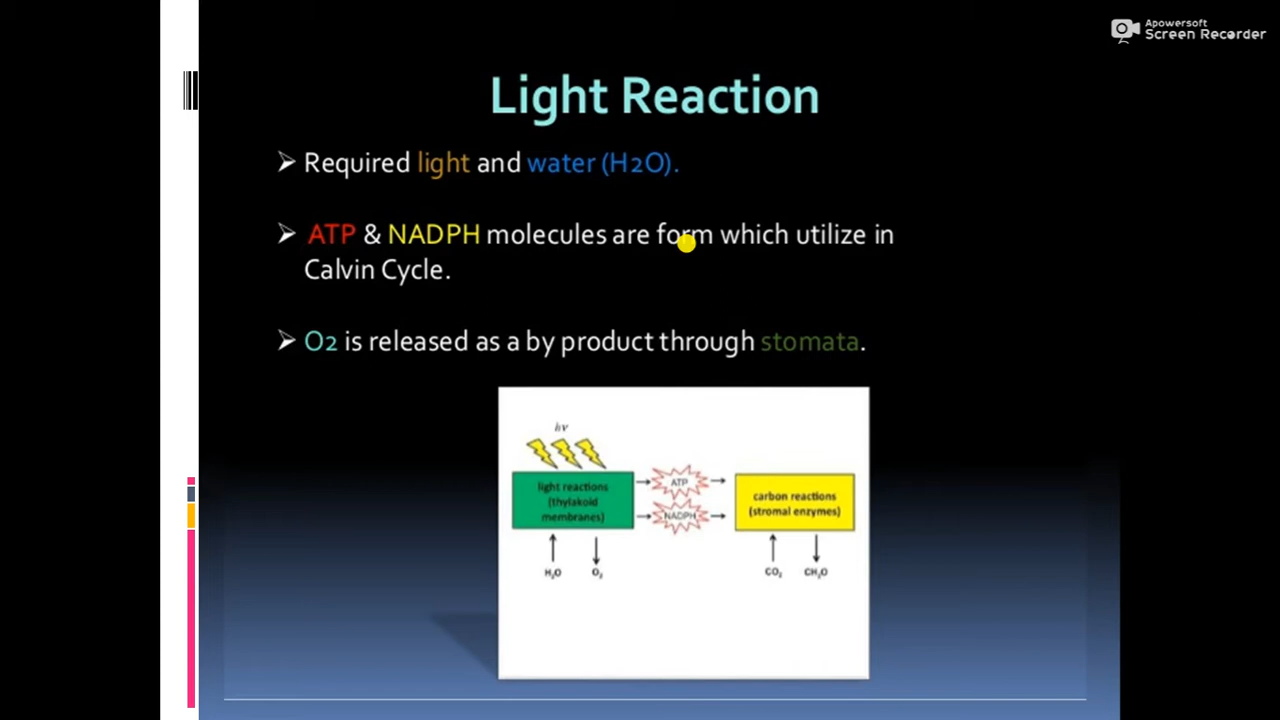 Apowersoft
Screen Recorder
Light Reaction
➢ Required light and water (H2O).
➢ ATP & NADPH molecules are form which utilize in
Calvin Cycle.
➢ O2 is released as a by product through stomata.
hν
light reactions
(thylakoid
membranes)
ATP
NADPH
carbon reactions
(stromal enzymes)
H₂O
O₂
CO₂
CH₂O